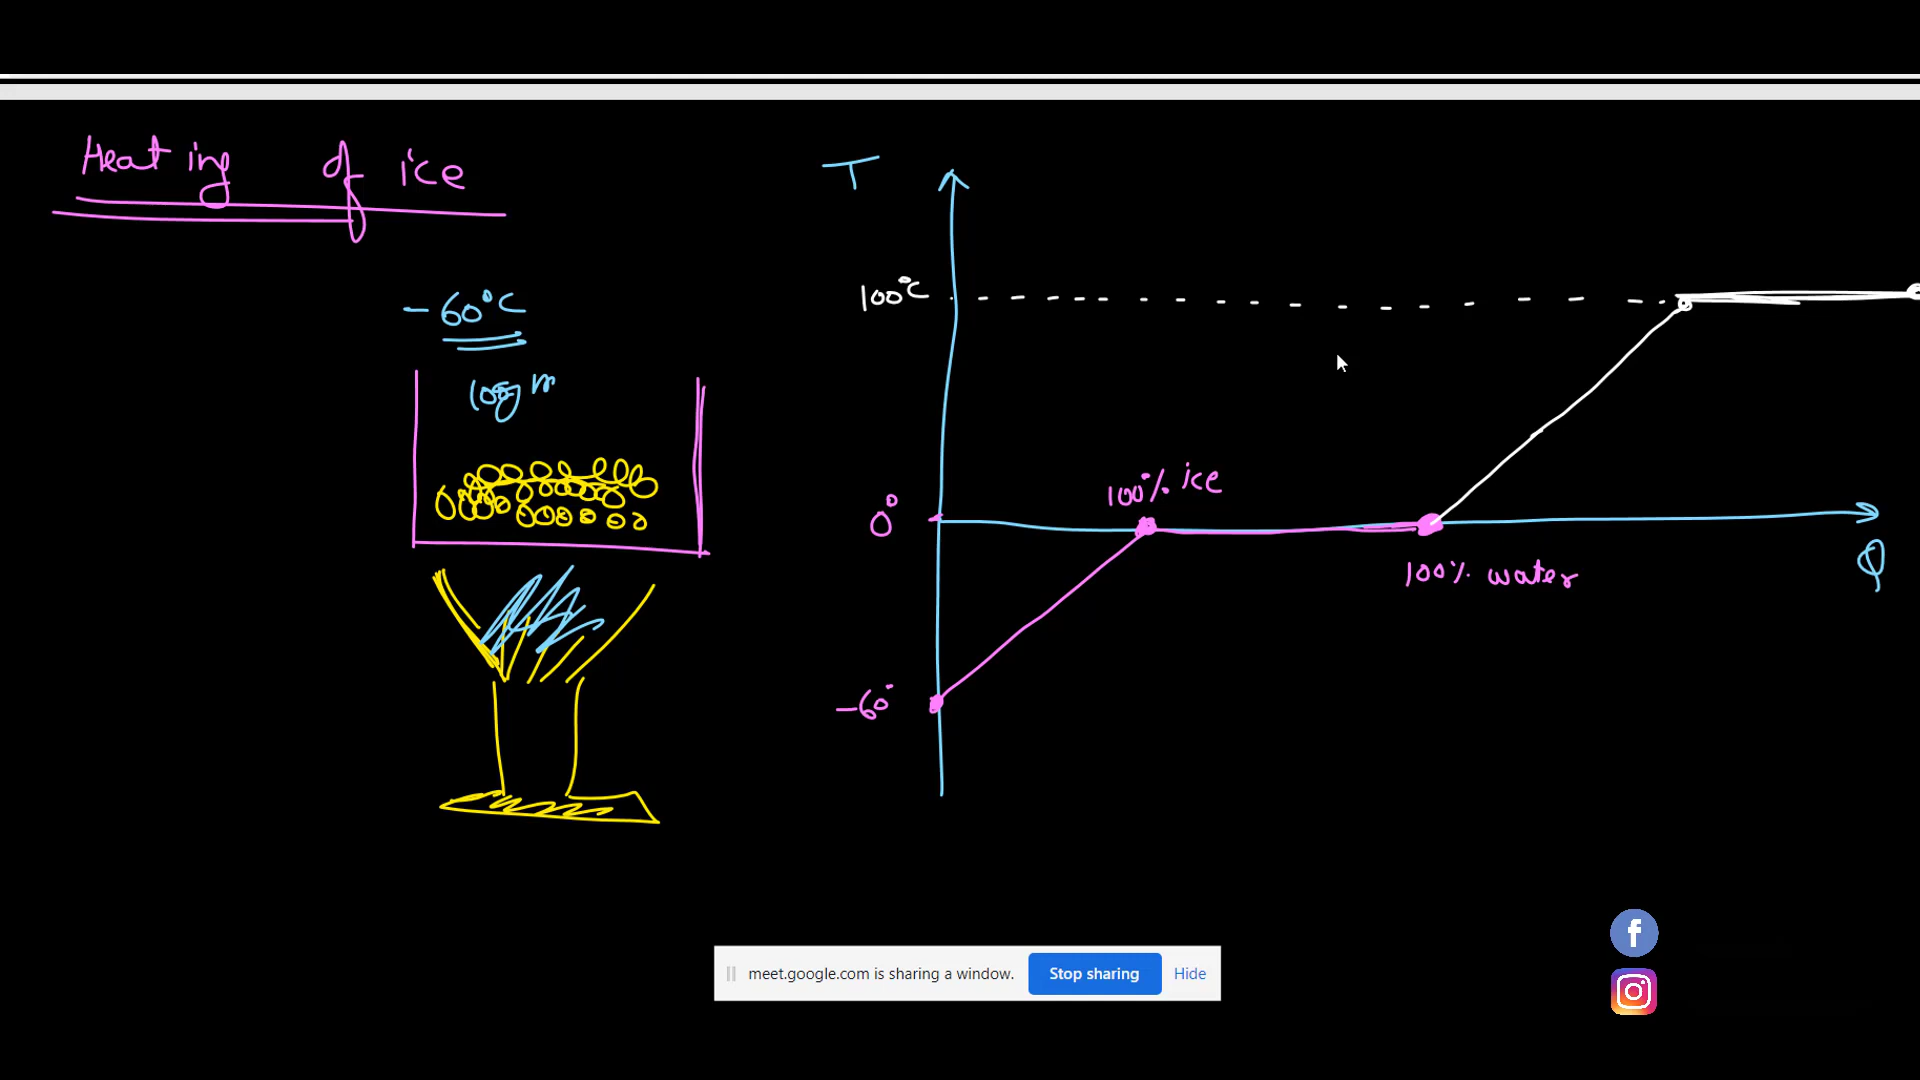 Heating of ice
-60°C
T
100°C
0°
100% ice
100% water
Q
-60°
meet.google.com is sharing a window.
Stop sharing
Hide